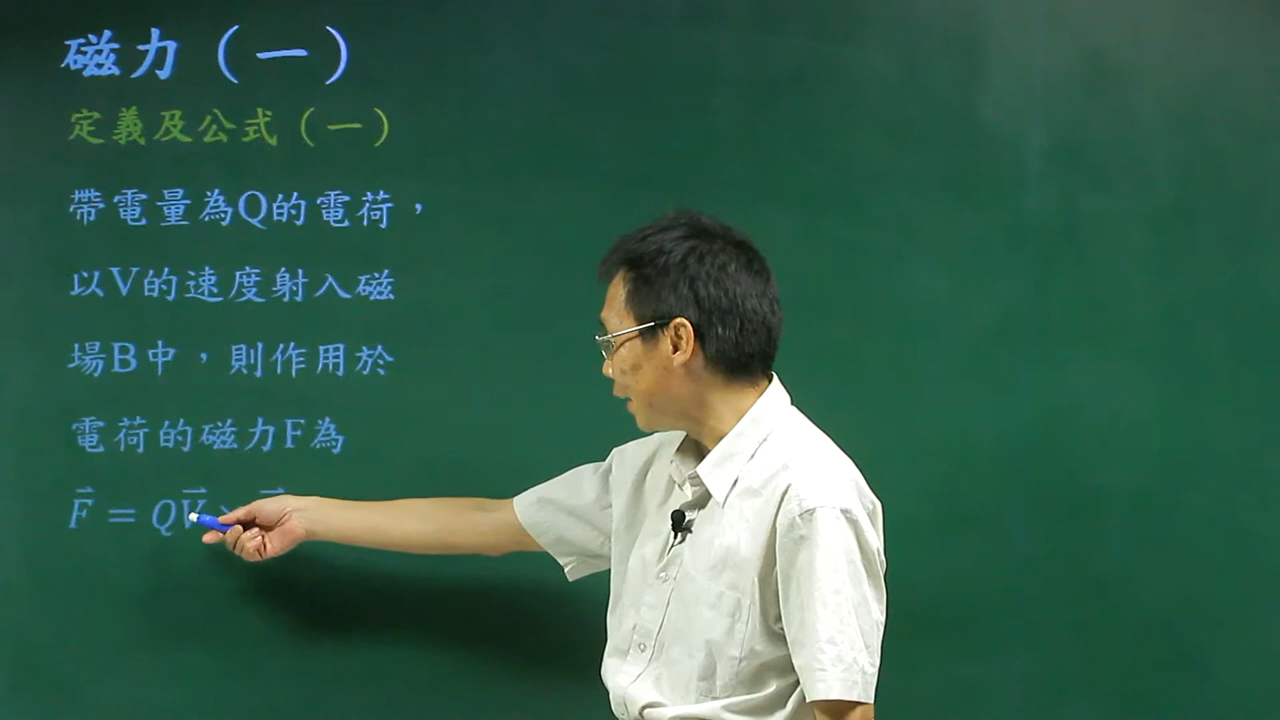 磁力（一）
定義及公式（一）
帶電量為Q的電荷，
以V的速度射入磁
場B中，則作用於
電荷的磁力F為
F⃗ = QV⃗ ×